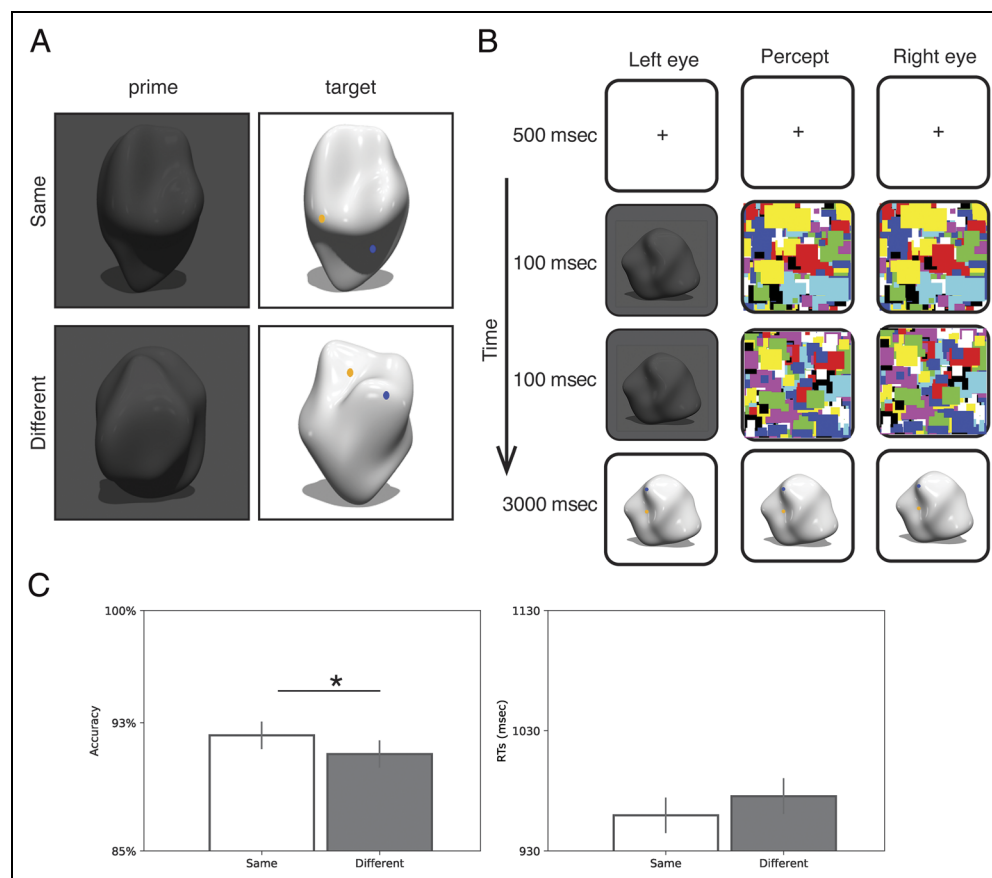 A
prime target
Same
Different
B
Left eye Percept Right eye
500 msec
+ + +
100 msec
100 msec
3000 msec
Time
C
100%
93%
85%
Accuracy
*
Same Different
1130
1030
930
RTs (msec)
Same Different